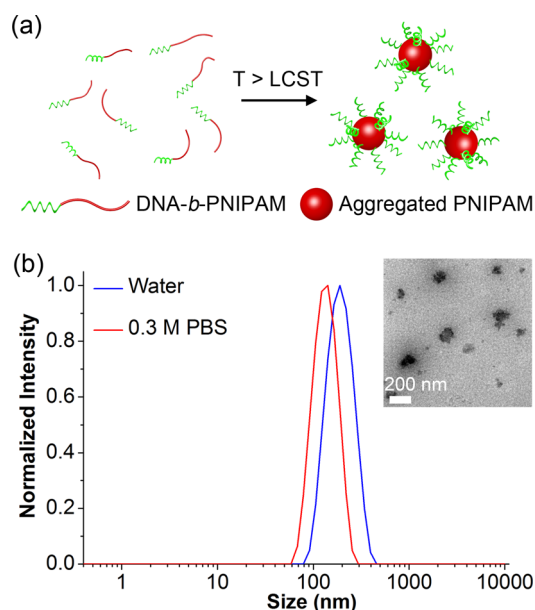 (a)
T > LCST
DNA-b-PNIPAM
Aggregated PNIPAM
(b)
Water
0.3 M PBS
200 nm
Normalized Intensity
1.0
0.8
0.6
0.4
0.2
0.0
1
10
100
1000
10000
Size (nm)